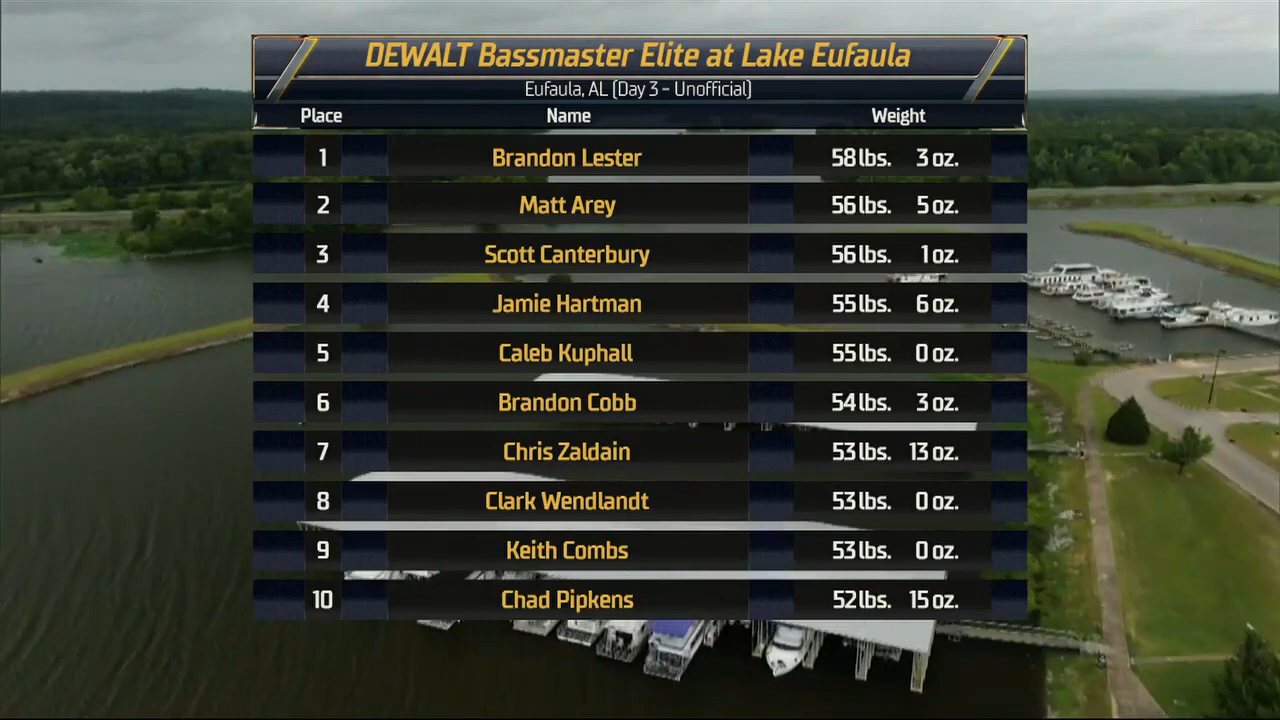 DEWALT Bassmaster Elite at Lake Eufaula
Eufaula, AL (Day 3 - Unofficial)
Place Name Weight
1 Brandon Lester 58 lbs. 3 oz.
2 Matt Arey 56 lbs. 5 oz.
3 Scott Canterbury 56 lbs. 1 oz.
4 Jamie Hartman 55 lbs. 6 oz.
5 Caleb Kuphall 55 lbs. 0 oz.
6 Brandon Cobb 54 lbs. 3 oz.
7 Chris Zaldain 53 lbs. 13 oz.
8 Clark Wendlandt 53 lbs. 0 oz.
9 Keith Combs 53 lbs. 0 oz.
10 Chad Pipkens 52 lbs. 15 oz.